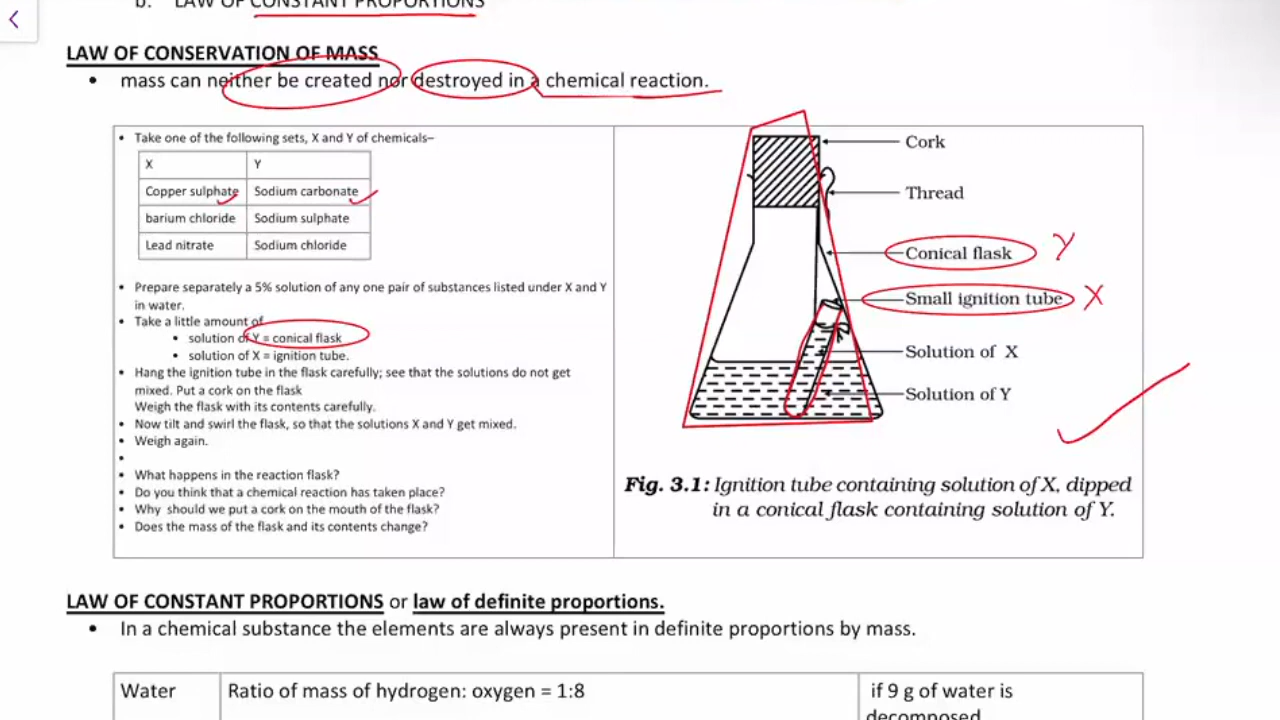 b. LAW OF CONSTANT PROPORTIONS
LAW OF CONSERVATION OF MASS
• mass can neither be created nor destroyed in a chemical reaction.
• Take one of the following sets, X and Y of chemicals–
X Y
Copper sulphate Sodium carbonate
barium chloride Sodium sulphate
Lead nitrate Sodium chloride
• Prepare separately a 5% solution of any one pair of substances listed under X and Y
in water.
• Take a little amount of
• solution of Y = conical flask
• solution of X = ignition tube.
• Hang the ignition tube in the flask carefully; see that the solutions do not get
mixed. Put a cork on the flask
Weigh the flask with its contents carefully.
• Now tilt and swirl the flask, so that the solutions X and Y get mixed.
• Weigh again.
•
• What happens in the reaction flask?
• Do you think that a chemical reaction has taken place?
• Why should we put a cork on the mouth of the flask?
• Does the mass of the flask and its contents change?
Cork
Thread
Conical flask Y
Small ignition tube X
Solution of X
Solution of Y
Fig. 3.1: Ignition tube containing solution of X, dipped
in a conical flask containing solution of Y.
LAW OF CONSTANT PROPORTIONS or law of definite proportions.
• In a chemical substance the elements are always present in definite proportions by mass.
Water Ratio of mass of hydrogen: oxygen = 1:8 if 9 g of water is
decomposed